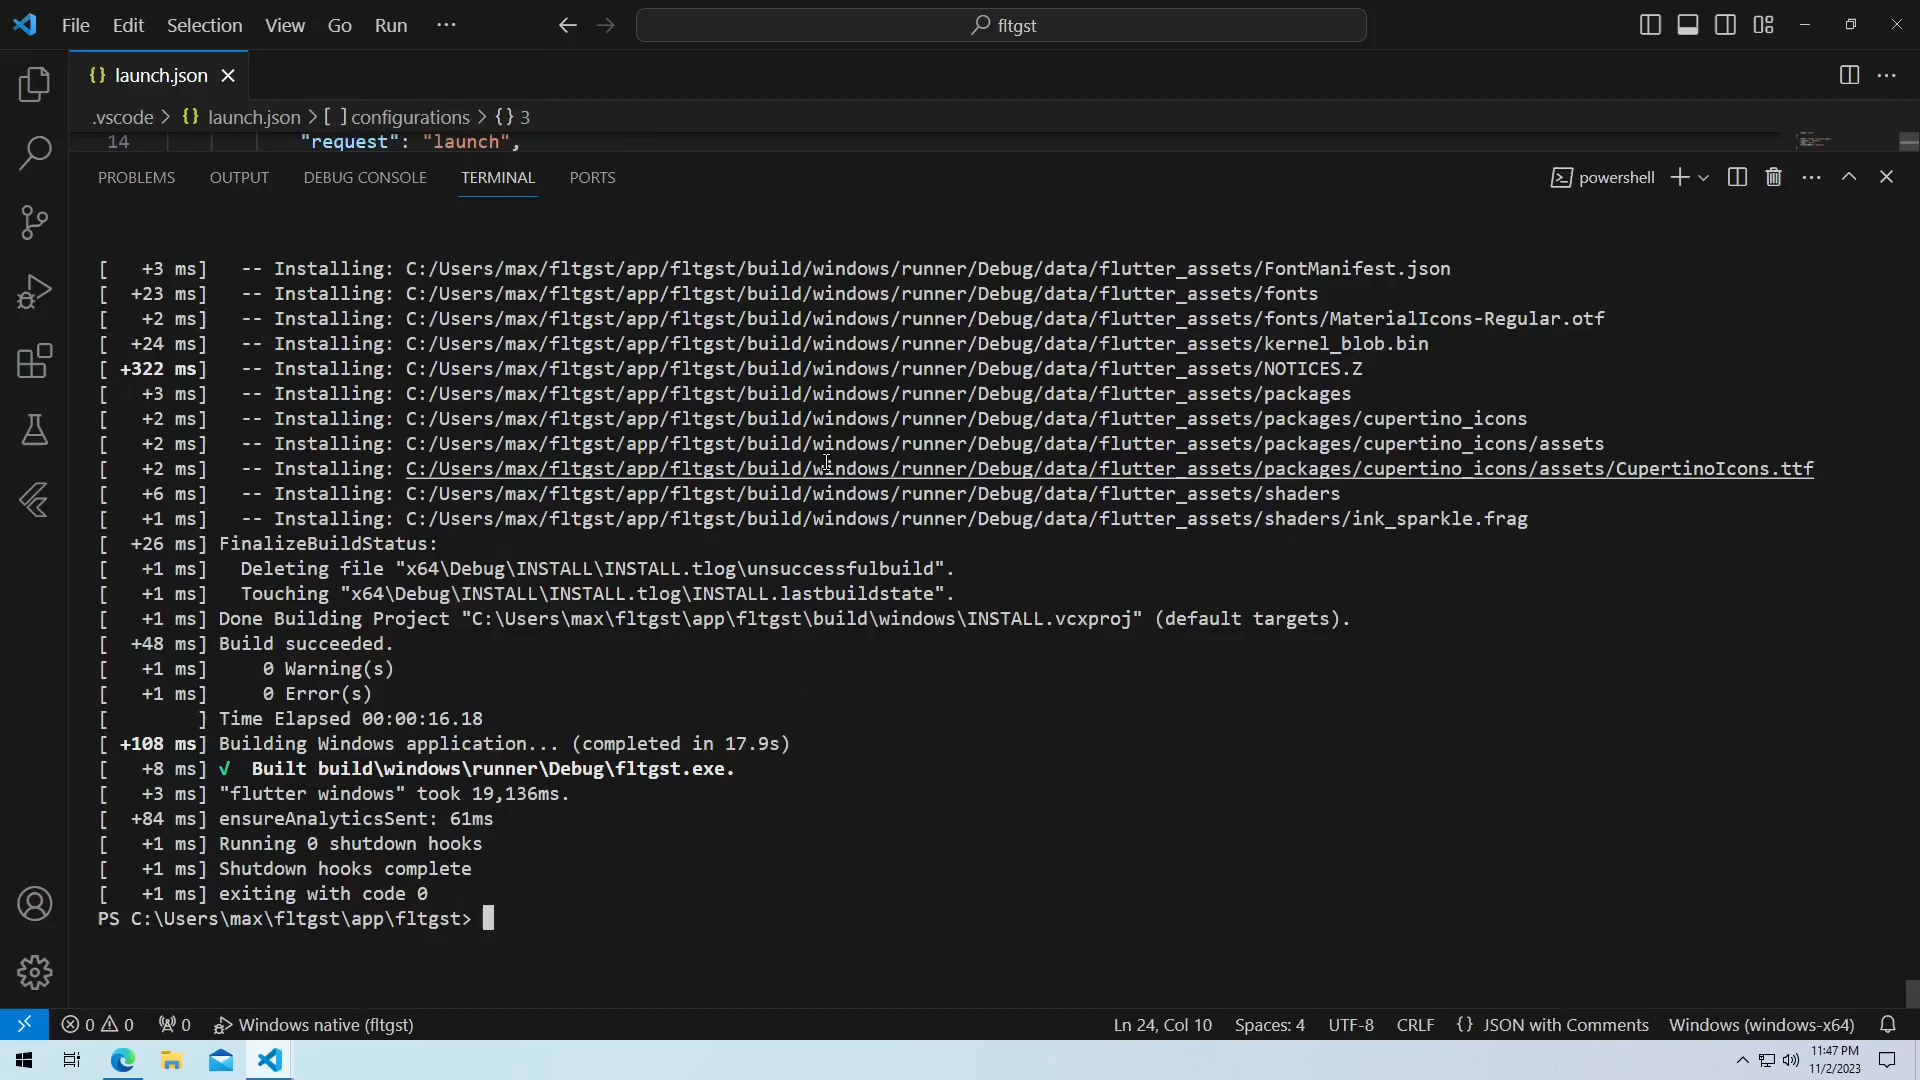 File Edit Selection View Go Run ··· fltgst
{} launch.json
.vscode > {} launch.json > [ ] configurations > {} 3
14 "request": "launch",
PROBLEMS OUTPUT DEBUG CONSOLE TERMINAL PORTS powershell
[ +3 ms] -- Installing: C:/Users/max/fltgst/app/fltgst/build/windows/runner/Debug/data/flutter_assets/FontManifest.json
[ +23 ms] -- Installing: C:/Users/max/fltgst/app/fltgst/build/windows/runner/Debug/data/flutter_assets/fonts
[ +2 ms] -- Installing: C:/Users/max/fltgst/app/fltgst/build/windows/runner/Debug/data/flutter_assets/fonts/MaterialIcons-Regular.otf
[ +24 ms] -- Installing: C:/Users/max/fltgst/app/fltgst/build/windows/runner/Debug/data/flutter_assets/kernel_blob.bin
[ +322 ms] -- Installing: C:/Users/max/fltgst/app/fltgst/build/windows/runner/Debug/data/flutter_assets/NOTICES.Z
[ +3 ms] -- Installing: C:/Users/max/fltgst/app/fltgst/build/windows/runner/Debug/data/flutter_assets/packages
[ +2 ms] -- Installing: C:/Users/max/fltgst/app/fltgst/build/windows/runner/Debug/data/flutter_assets/packages/cupertino_icons
[ +2 ms] -- Installing: C:/Users/max/fltgst/app/fltgst/build/windows/runner/Debug/data/flutter_assets/packages/cupertino_icons/assets
[ +2 ms] -- Installing: C:/Users/max/fltgst/app/fltgst/build/windows/runner/Debug/data/flutter_assets/packages/cupertino_icons/assets/CupertinoIcons.ttf
[ +6 ms] -- Installing: C:/Users/max/fltgst/app/fltgst/build/windows/runner/Debug/data/flutter_assets/shaders
[ +1 ms] -- Installing: C:/Users/max/fltgst/app/fltgst/build/windows/runner/Debug/data/flutter_assets/shaders/ink_sparkle.frag
[ +26 ms] FinalizeBuildStatus:
[ +1 ms] Deleting file "x64\Debug\INSTALL\INSTALL.tlog\unsuccessfulbuild".
[ +1 ms] Touching "x64\Debug\INSTALL\INSTALL.tlog\INSTALL.lastbuildstate".
[ +1 ms] Done Building Project "C:\Users\max\fltgst\app\fltgst\build\windows\INSTALL.vcxproj" (default targets).
[ +48 ms] Build succeeded.
[ +1 ms] 0 Warning(s)
[ +1 ms] 0 Error(s)
[ ] Time Elapsed 00:00:16.18
[ +108 ms] Building Windows application... (completed in 17.9s)
[ +8 ms] √ Built build\windows\runner\Debug\fltgst.exe.
[ +3 ms] "flutter windows" took 19,136ms.
[ +84 ms] ensureAnalyticsSent: 61ms
[ +1 ms] Running 0 shutdown hooks
[ +1 ms] Shutdown hooks complete
[ +1 ms] exiting with code 0
PS C:\Users\max\fltgst\app\fltgst>
0 0 0 Windows native (fltgst) Ln 24, Col 10 Spaces: 4 UTF-8 CRLF {} JSON with Comments Windows (windows-x64)
11:47 PM
11/2/2023